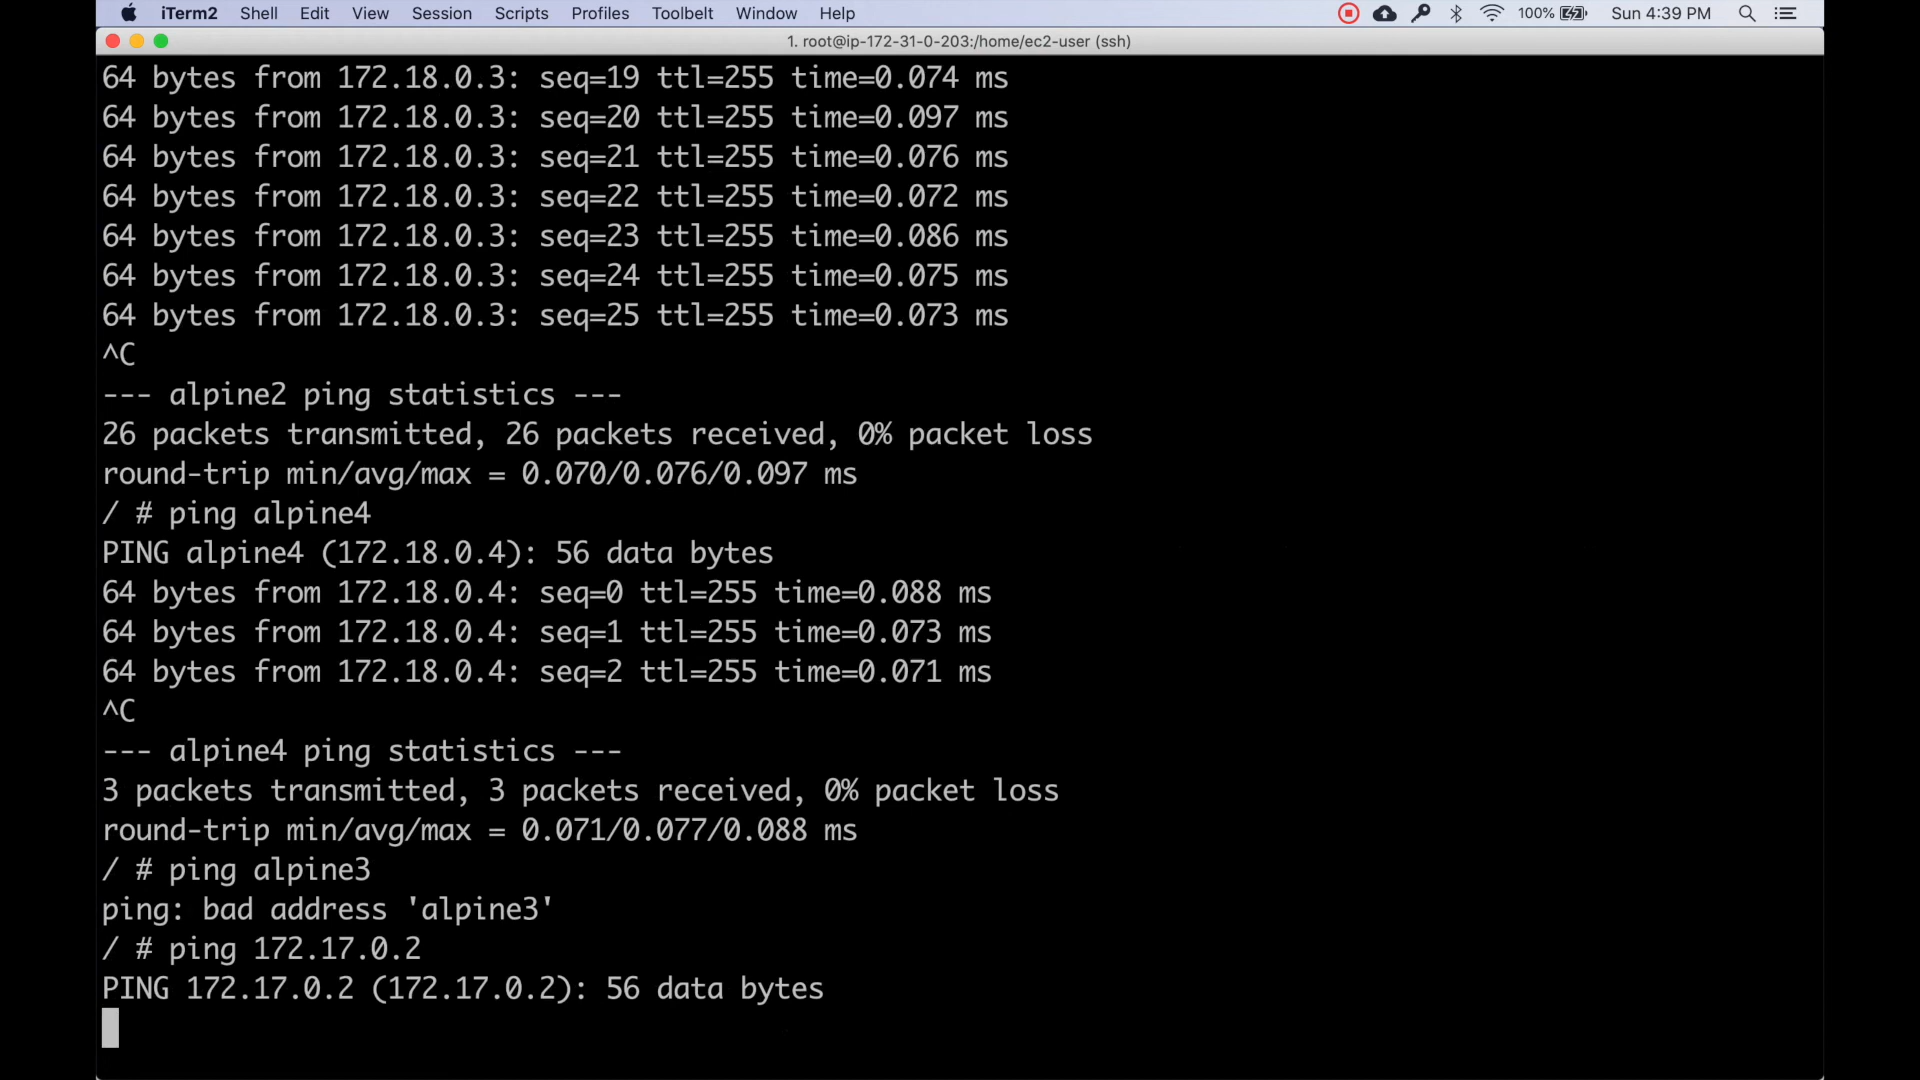 iTerm2 Shell Edit View Session Scripts Profiles Toolbelt Window Help 100% Sun 4:39 PM
1. root@ip-172-31-0-203:/home/ec2-user (ssh)
64 bytes from 172.18.0.3: seq=19 ttl=255 time=0.074 ms
64 bytes from 172.18.0.3: seq=20 ttl=255 time=0.097 ms
64 bytes from 172.18.0.3: seq=21 ttl=255 time=0.076 ms
64 bytes from 172.18.0.3: seq=22 ttl=255 time=0.072 ms
64 bytes from 172.18.0.3: seq=23 ttl=255 time=0.086 ms
64 bytes from 172.18.0.3: seq=24 ttl=255 time=0.075 ms
64 bytes from 172.18.0.3: seq=25 ttl=255 time=0.073 ms
^C
--- alpine2 ping statistics ---
26 packets transmitted, 26 packets received, 0% packet loss
round-trip min/avg/max = 0.070/0.076/0.097 ms
/ # ping alpine4
PING alpine4 (172.18.0.4): 56 data bytes
64 bytes from 172.18.0.4: seq=0 ttl=255 time=0.088 ms
64 bytes from 172.18.0.4: seq=1 ttl=255 time=0.073 ms
64 bytes from 172.18.0.4: seq=2 ttl=255 time=0.071 ms
^C
--- alpine4 ping statistics ---
3 packets transmitted, 3 packets received, 0% packet loss
round-trip min/avg/max = 0.071/0.077/0.088 ms
/ # ping alpine3
ping: bad address 'alpine3'
/ # ping 172.17.0.2
PING 172.17.0.2 (172.17.0.2): 56 data bytes